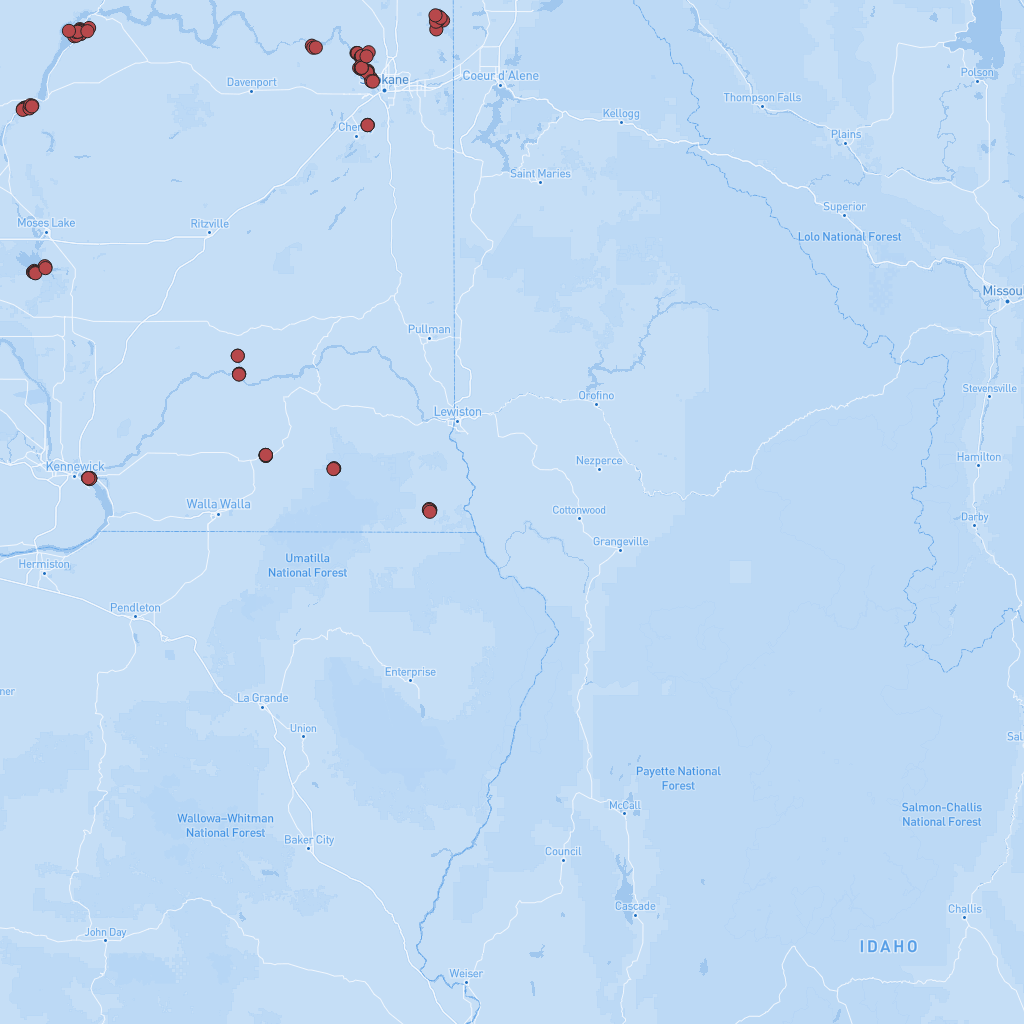 Coeur d'Alene
Davenport
Polson
Thompson Falls
Kellogg
Plains
Saint Maries
Superior
Moses Lake
Ritzville
Lolo National Forest
Pullman
Stevensville
Orofino
Lewiston
Hamilton
Nezperce
Kennewick
Walla Walla
Cottonwood
Darby
Grangeville
Umatilla
National Forest
Hermiston
Pendleton
Enterprise
La Grande
Union
Payette National
Forest
McCall
Salmon-Challis
National Forest
Wallowa–Whitman
National Forest
Baker City
Council
Cascade
Challis
John Day
IDAHO
Weiser